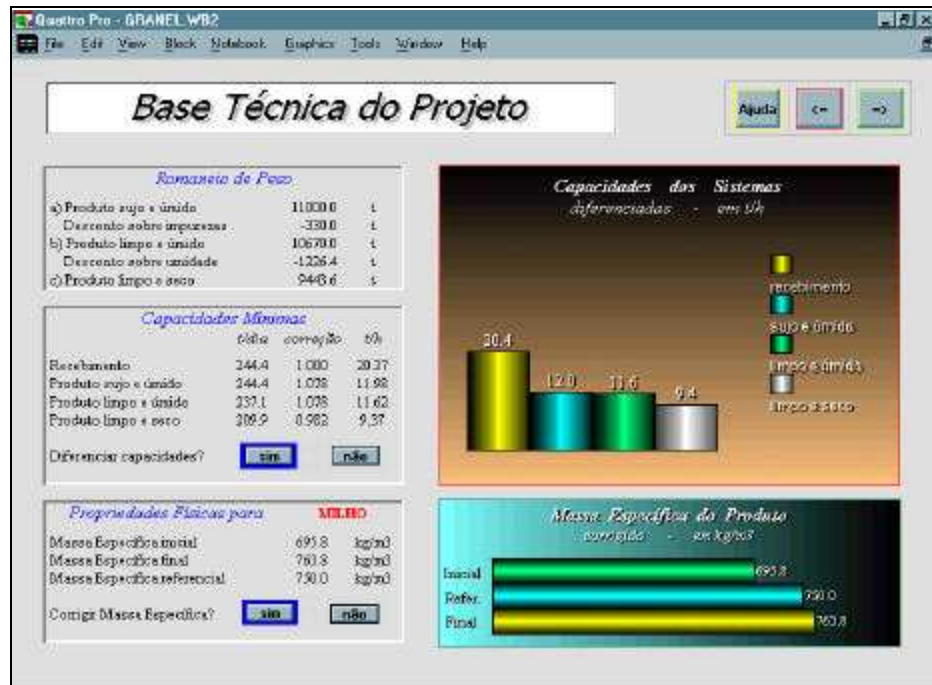 Quattro Pro - GRANEL.WB2
File Edit View Block Notebook Graphics Tools Window Help
Base Técnica do Projeto
Ajuda <- ->
Romaneio de Peso
a) Produto sujo e úmido 11000.0 t
Desconto sobre impurezas -330.0 t
b) Produto limpo e úmido 10670.0 t
Desconto sobre umidade -1226.4 t
c) Produto limpo e seco 9443.6 t
Capacidades Mínimas
t/dia correção t/h
Recebimento 244.4 1.000 20.37
Produto sujo e úmido 244.4 1.078 11.98
Produto limpo e úmido 237.1 1.078 11.62
Produto limpo e seco 209.9 0.982 9.37
Diferenciar capacidades? sim não
Propriedades Físicas para MILHO
Massa Específica inicial 695.8 kg/m3
Massa Específica final 763.8 kg/m3
Massa Específica referencial 750.0 kg/m3
Corrigir Massa Específica? sim não
Capacidades dos Sistemas
diferenciadas - em t/h
20.4
12.0
11.6
9.4
recebimento
sujo e úmido
limpo e úmido
limpo e seco
Massa Específica do Produto
corrigido - em kg/m3
Inicial 695.8
Refer. 750.0
Final 763.8